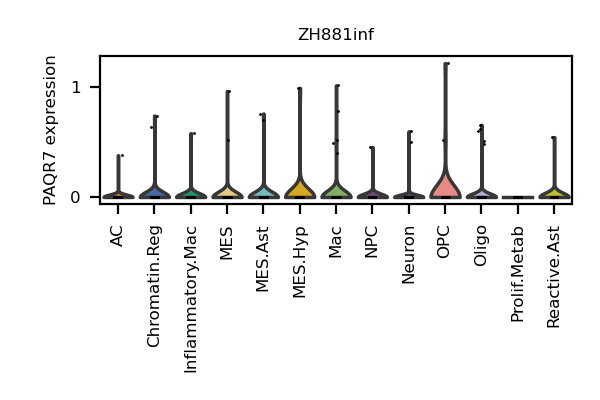 ZH881inf
PAQR7 expression
1
0
AC
Chromatin.Reg
Inflammatory.Mac
MES
MES.Ast
MES.Hyp
Mac
NPC
Neuron
OPC
Oligo
Prolif.Metab
Reactive.Ast